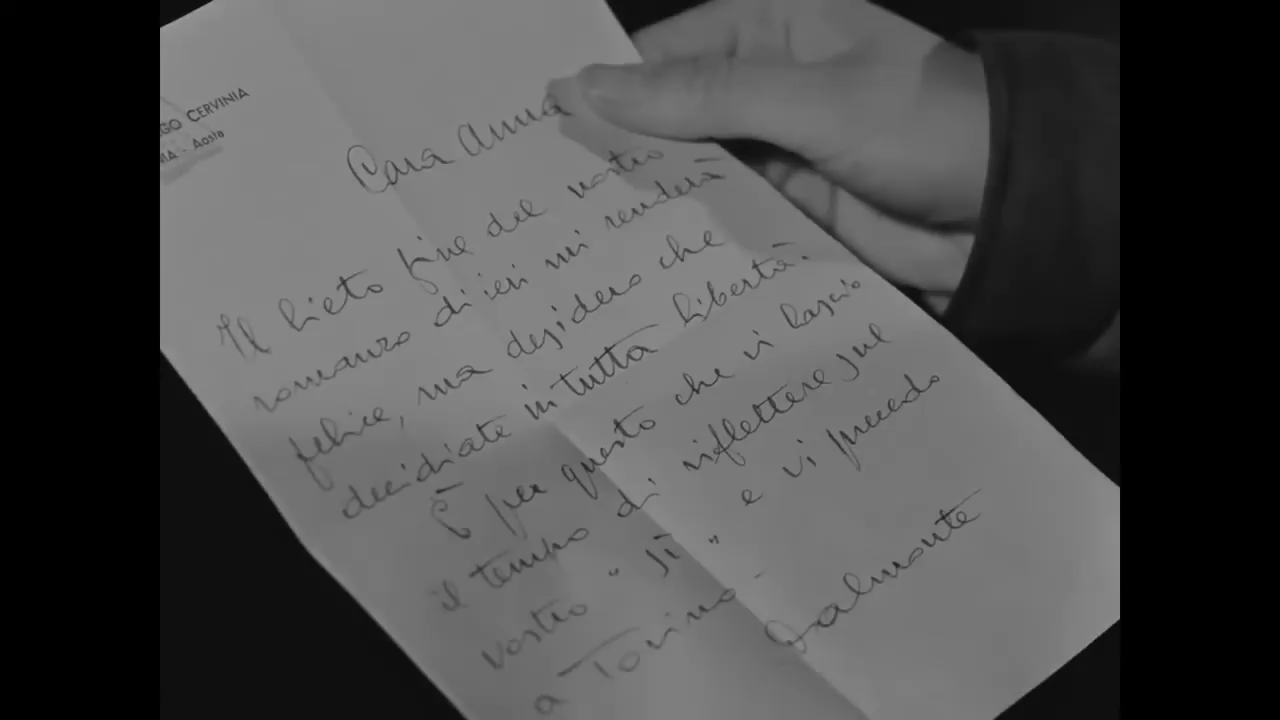 GO CERVINIA
NIA - Aosta
Cara Anna
Il lieto fine del vostro
romanzo di ieri mi renderà
felice, ma desidero che
decidiate in tutta libertà.
È per questo che vi lascio
il tempo di riflettere sul
vostro "sì" e vi precedo
a Torino-
Dalmonte